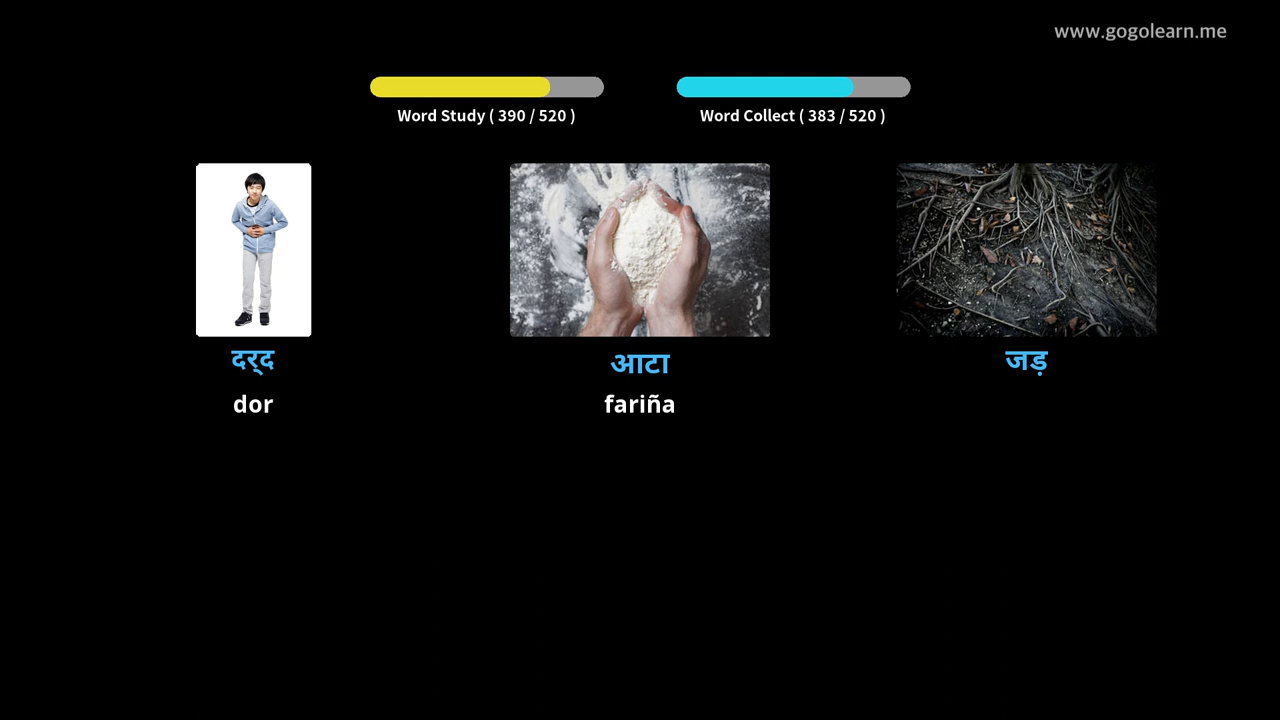 www.gogolearn.me
Word Study ( 390 / 520 )
Word Collect ( 383 / 520 )
दर्द
आटा
जड़
dor
fariña